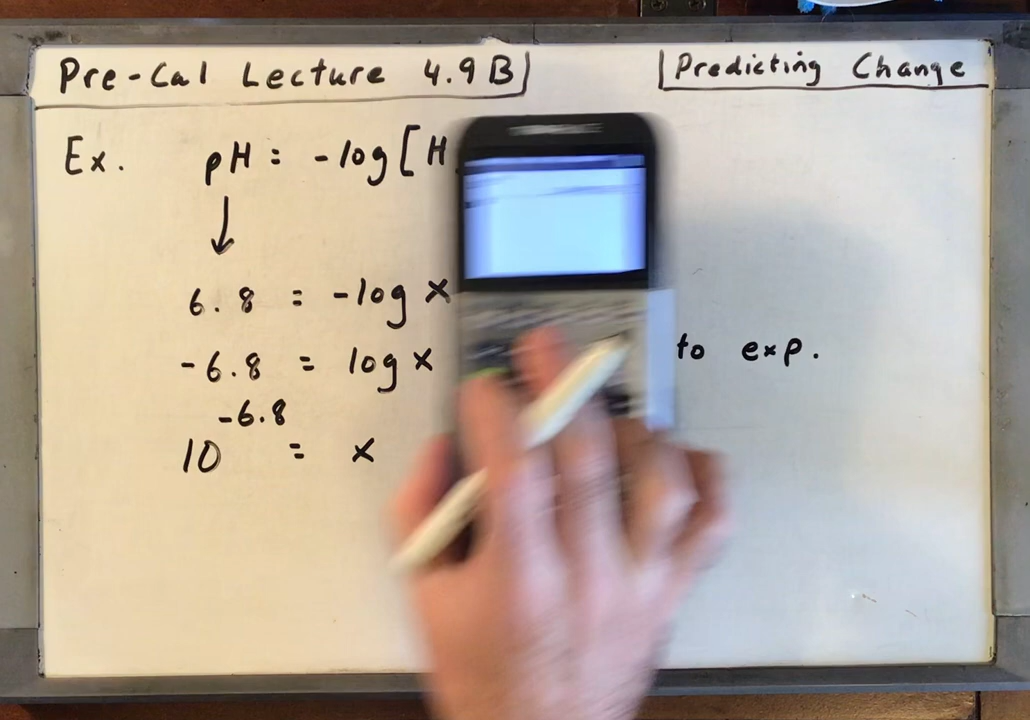 Pre-Cal Lecture 4.9B
Predicting Change
Ex. pH = -log[H
6.8 = -log x
-6.8 = log x to exp.
10^-6.8 = x